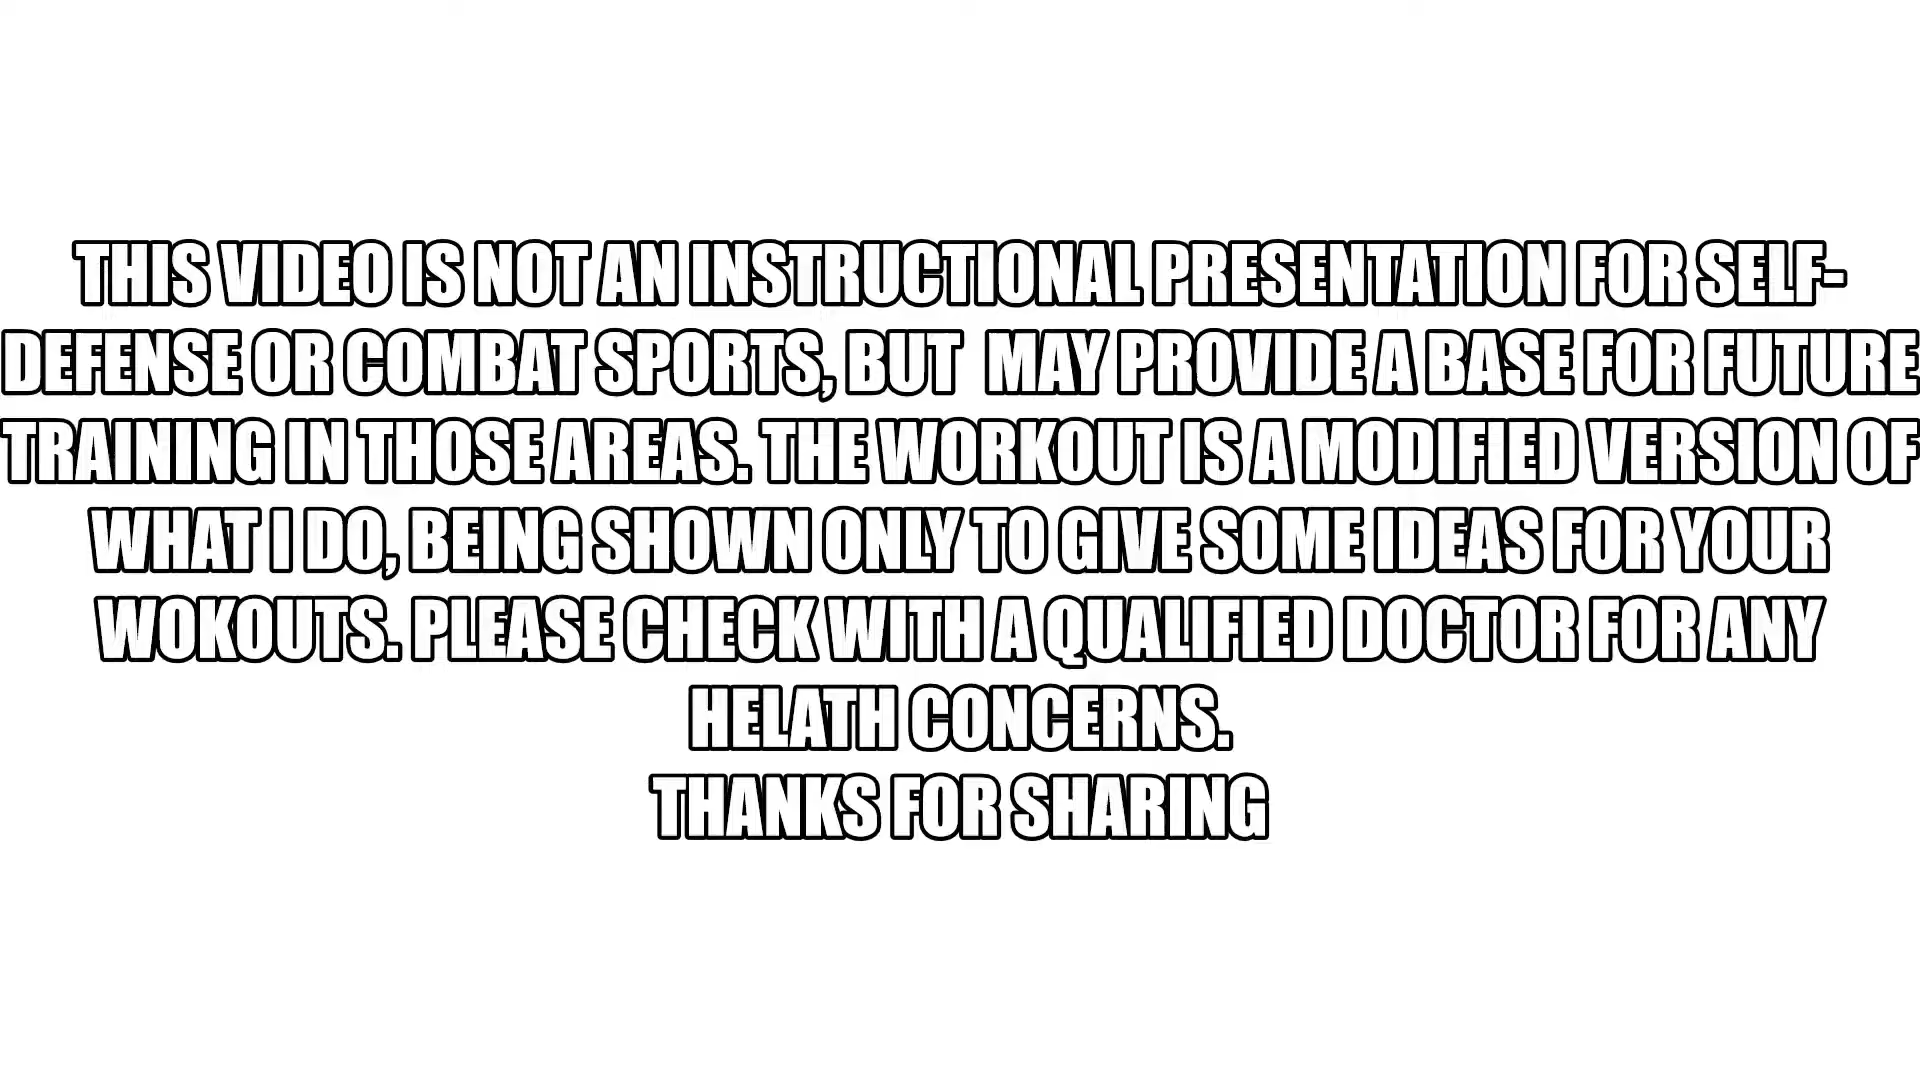 THIS VIDEO IS NOT AN INSTRUCTIONAL PRESENTATION FOR SELF-
DEFENSE OR COMBAT SPORTS, BUT  MAY PROVIDE A BASE FOR FUTURE
TRAINING IN THOSE AREAS. THE WORKOUT IS A MODIFIED VERSION OF
WHAT I DO, BEING SHOWN ONLY TO GIVE SOME IDEAS FOR YOUR
WOKOUTS. PLEASE CHECK WITH A QUALIFIED DOCTOR FOR ANY
HELATH CONCERNS.
THANKS FOR SHARING